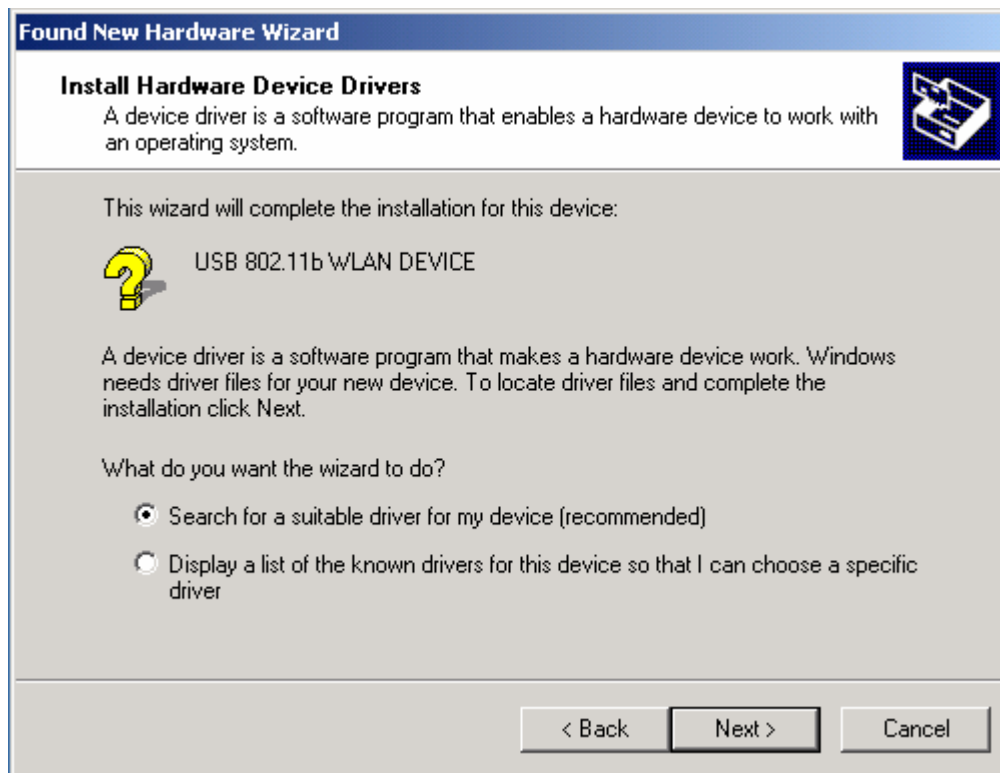 Found New Hardware Wizard
Install Hardware Device Drivers
A device driver is a software program that enables a hardware device to work with
an operating system.
This wizard will complete the installation for this device:
USB 802.11b WLAN DEVICE
A device driver is a software program that makes a hardware device work. Windows
needs driver files for your new device. To locate driver files and complete the
installation click Next.
What do you want the wizard to do?
Search for a suitable driver for my device (recommended)
Display a list of the known drivers for this device so that I can choose a specific
driver
< Back Next > Cancel